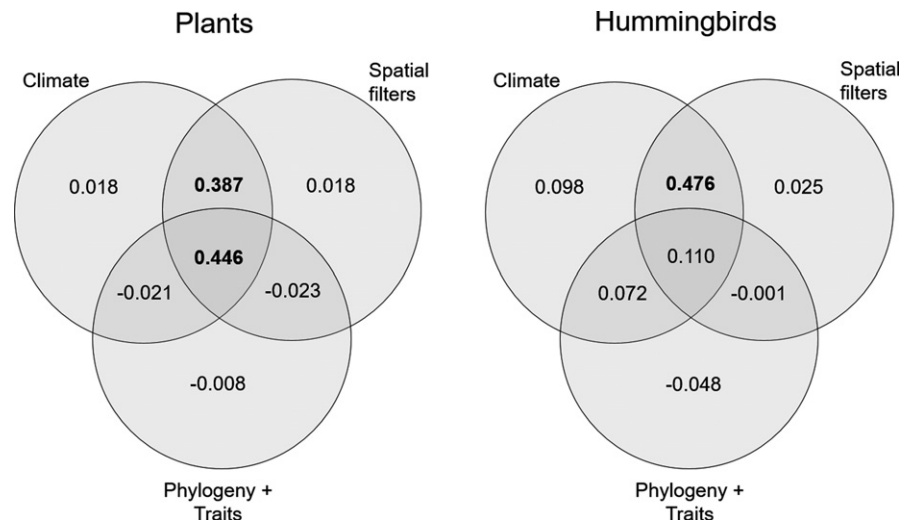 Plants
Climate
Spatial
filters
0.018
0.387
0.018
0.446
-0.021
-0.023
-0.008
Phylogeny +
Traits
Hummingbirds
Climate
Spatial
filters
0.098
0.476
0.025
0.110
0.072
-0.001
-0.048
Phylogeny +
Traits